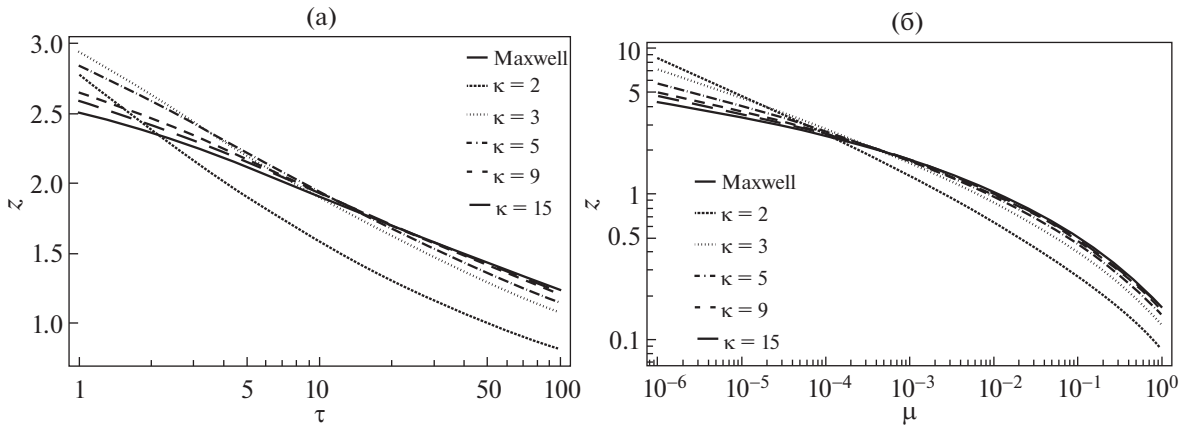 (а)
3.0
2.5
2.0
1.5
1.0
z
1
5
10
50
100
τ
Maxwell
κ = 2
κ = 3
κ = 5
κ = 9
κ = 15
(б)
10
5
1
0.5
0.1
z
10⁻⁶
10⁻⁵
10⁻⁴
10⁻³
10⁻²
10⁻¹
10⁰
μ
Maxwell
κ = 2
κ = 3
κ = 5
κ = 9
κ = 15